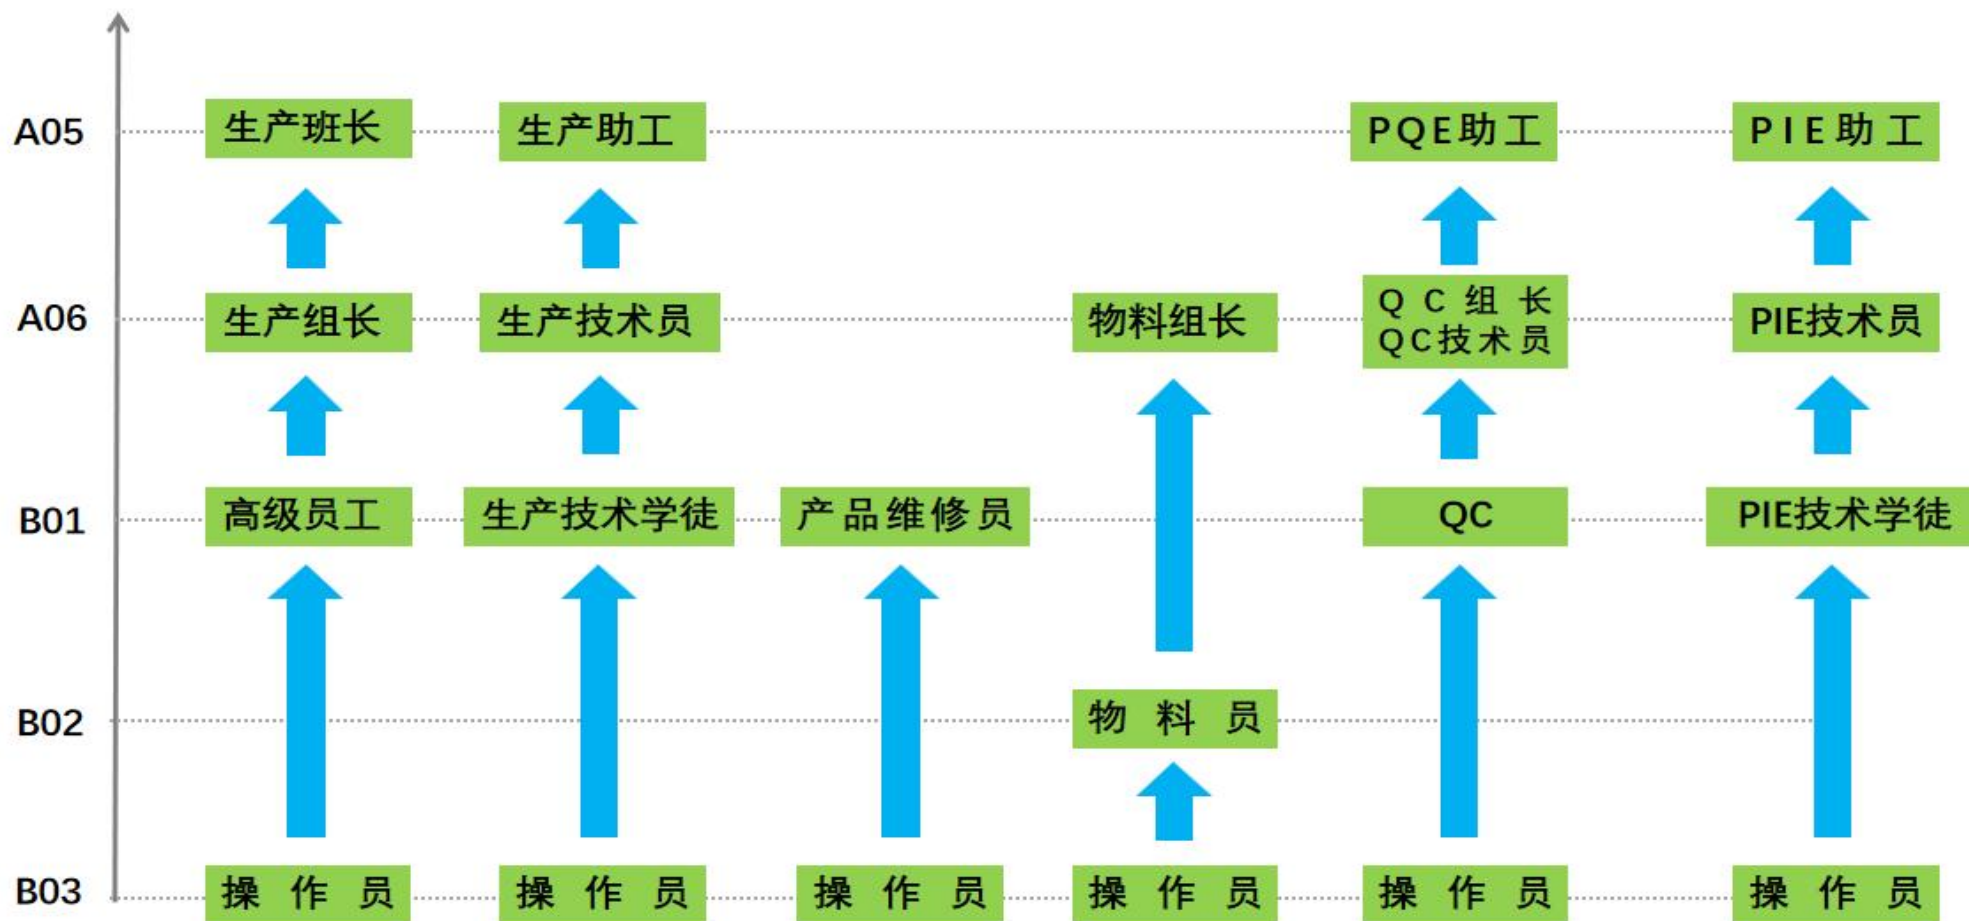 A05
生产班长
生产助工
PQE助工
PIE助工
A06
生产组长
生产技术员
物料组长
QC组长
QC技术员
PIE技术员
B01
高级员工
生产技术学徒
产品维修员
QC
PIE技术学徒
B02
物料员
B03
操作员
操作员
操作员
操作员
操作员
操作员